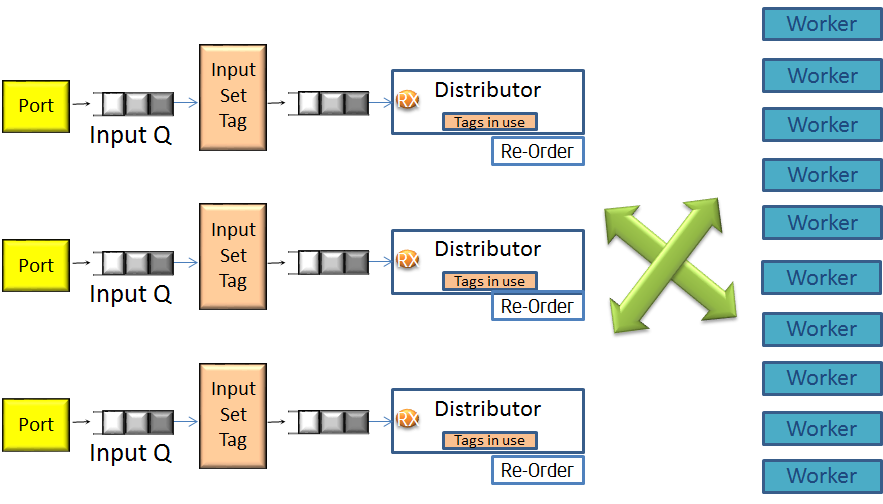 Port
Input Q
Input
Set
Tag
RX
Distributor
Tags in use
Re-Order
Port
Input Q
Input
Set
Tag
RX
Distributor
Tags in use
Re-Order
Port
Input Q
Input
Set
Tag
RX
Distributor
Tags in use
Re-Order
Worker
Worker
Worker
Worker
Worker
Worker
Worker
Worker
Worker
Worker